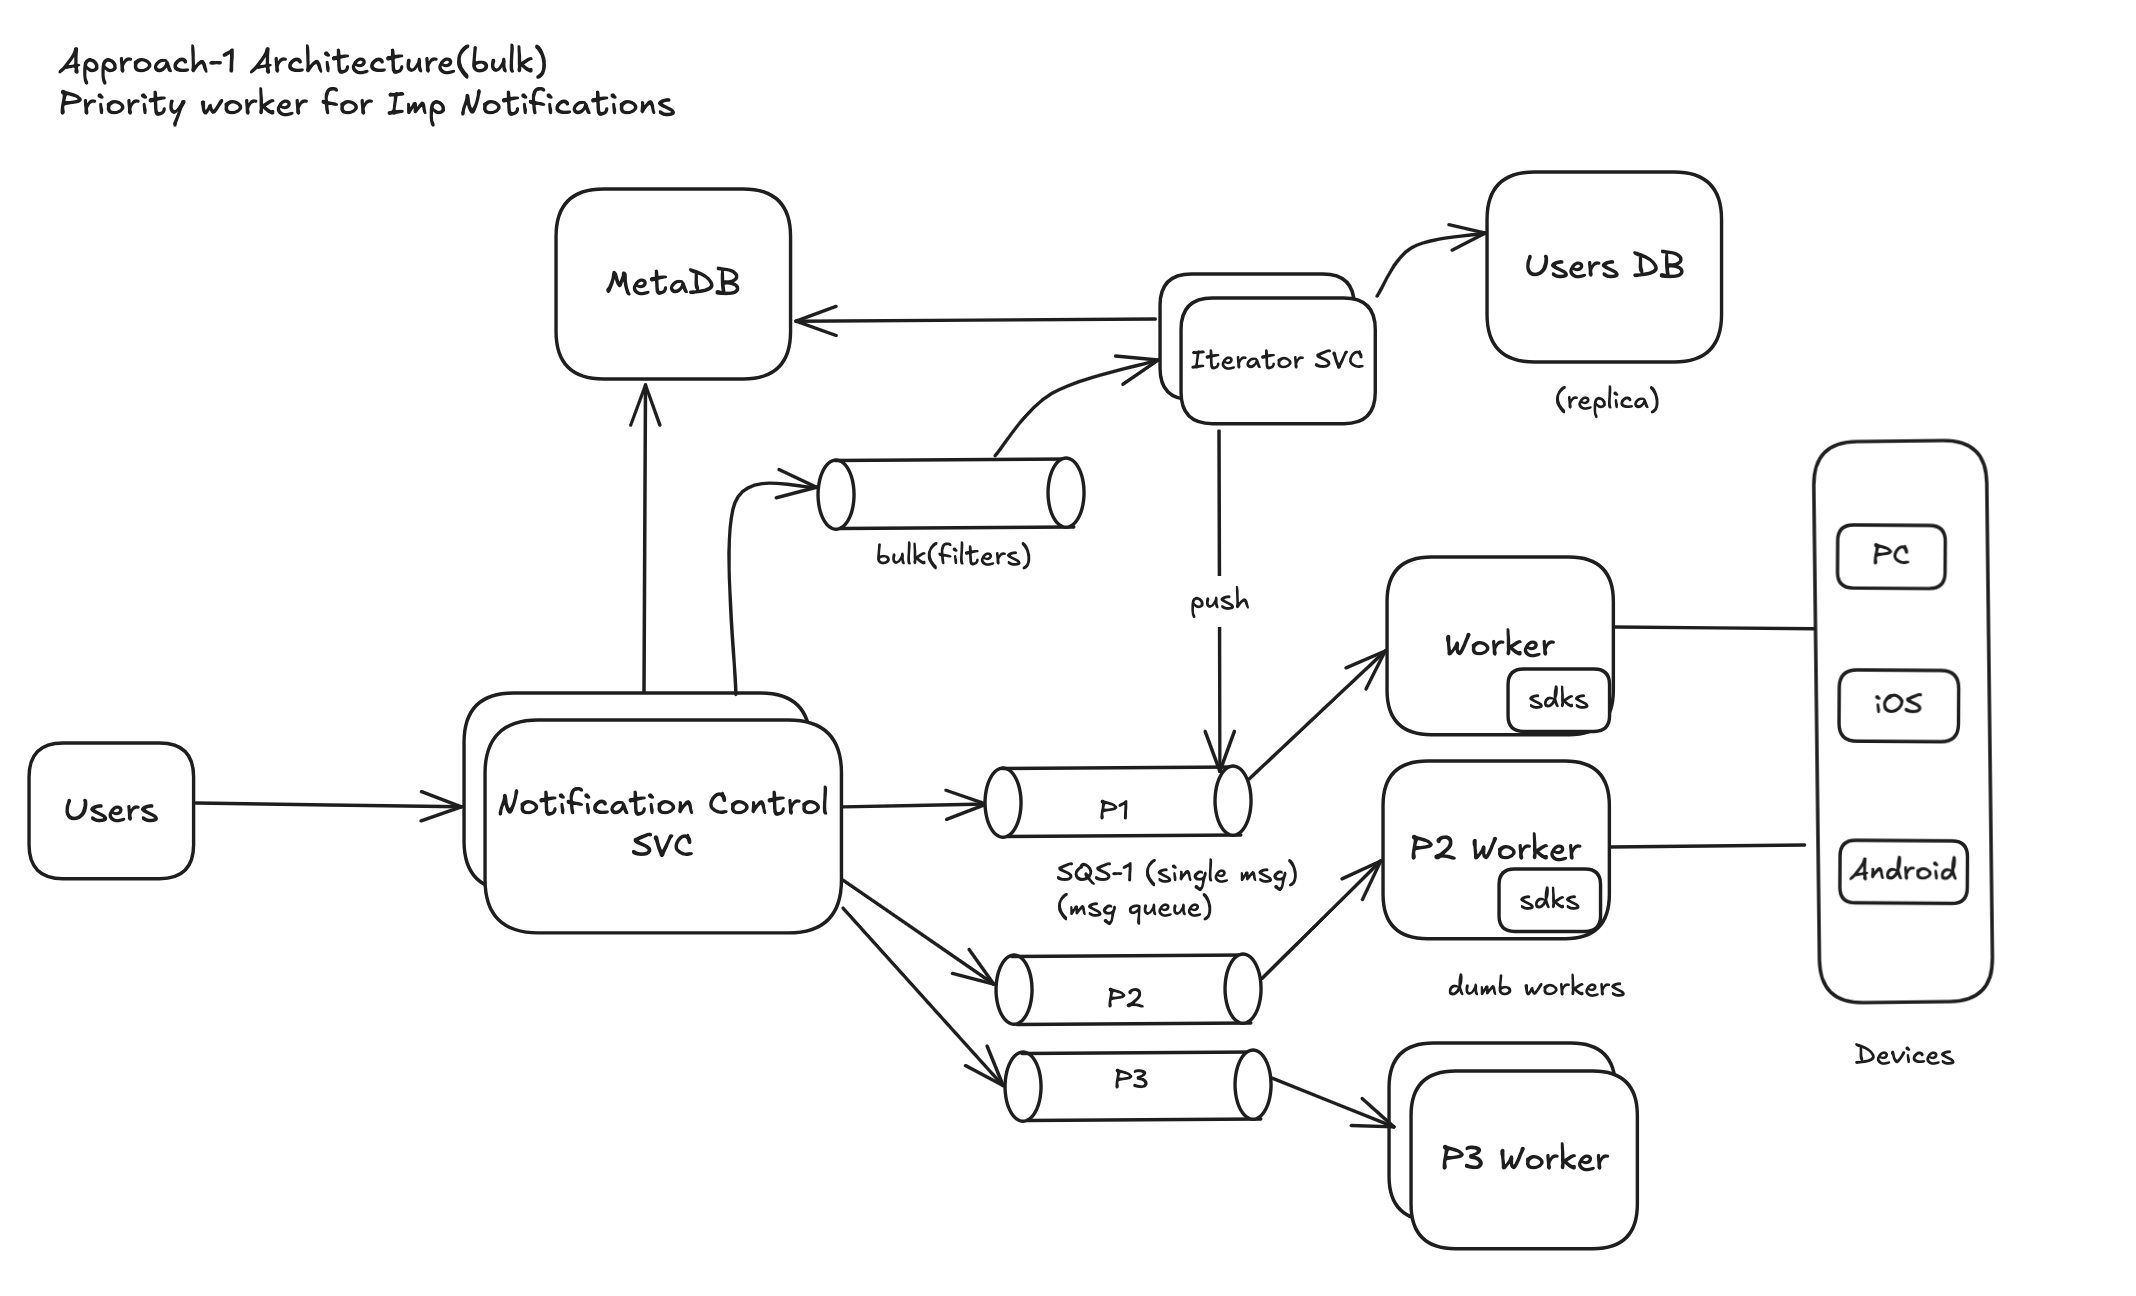 Approach-1 Architecture(bulk)
Priority worker for Imp Notifications
MetaDB
Users DB
(replica)
Iterator SVC
bulk(filters)
push
Users
Notification Control
SVC
P1
SQS-1 (single msg)
(msg queue)
P2
P3
Worker
sdks
P2 Worker
sdks
dumb workers
P3 Worker
PC
iOS
Android
Devices